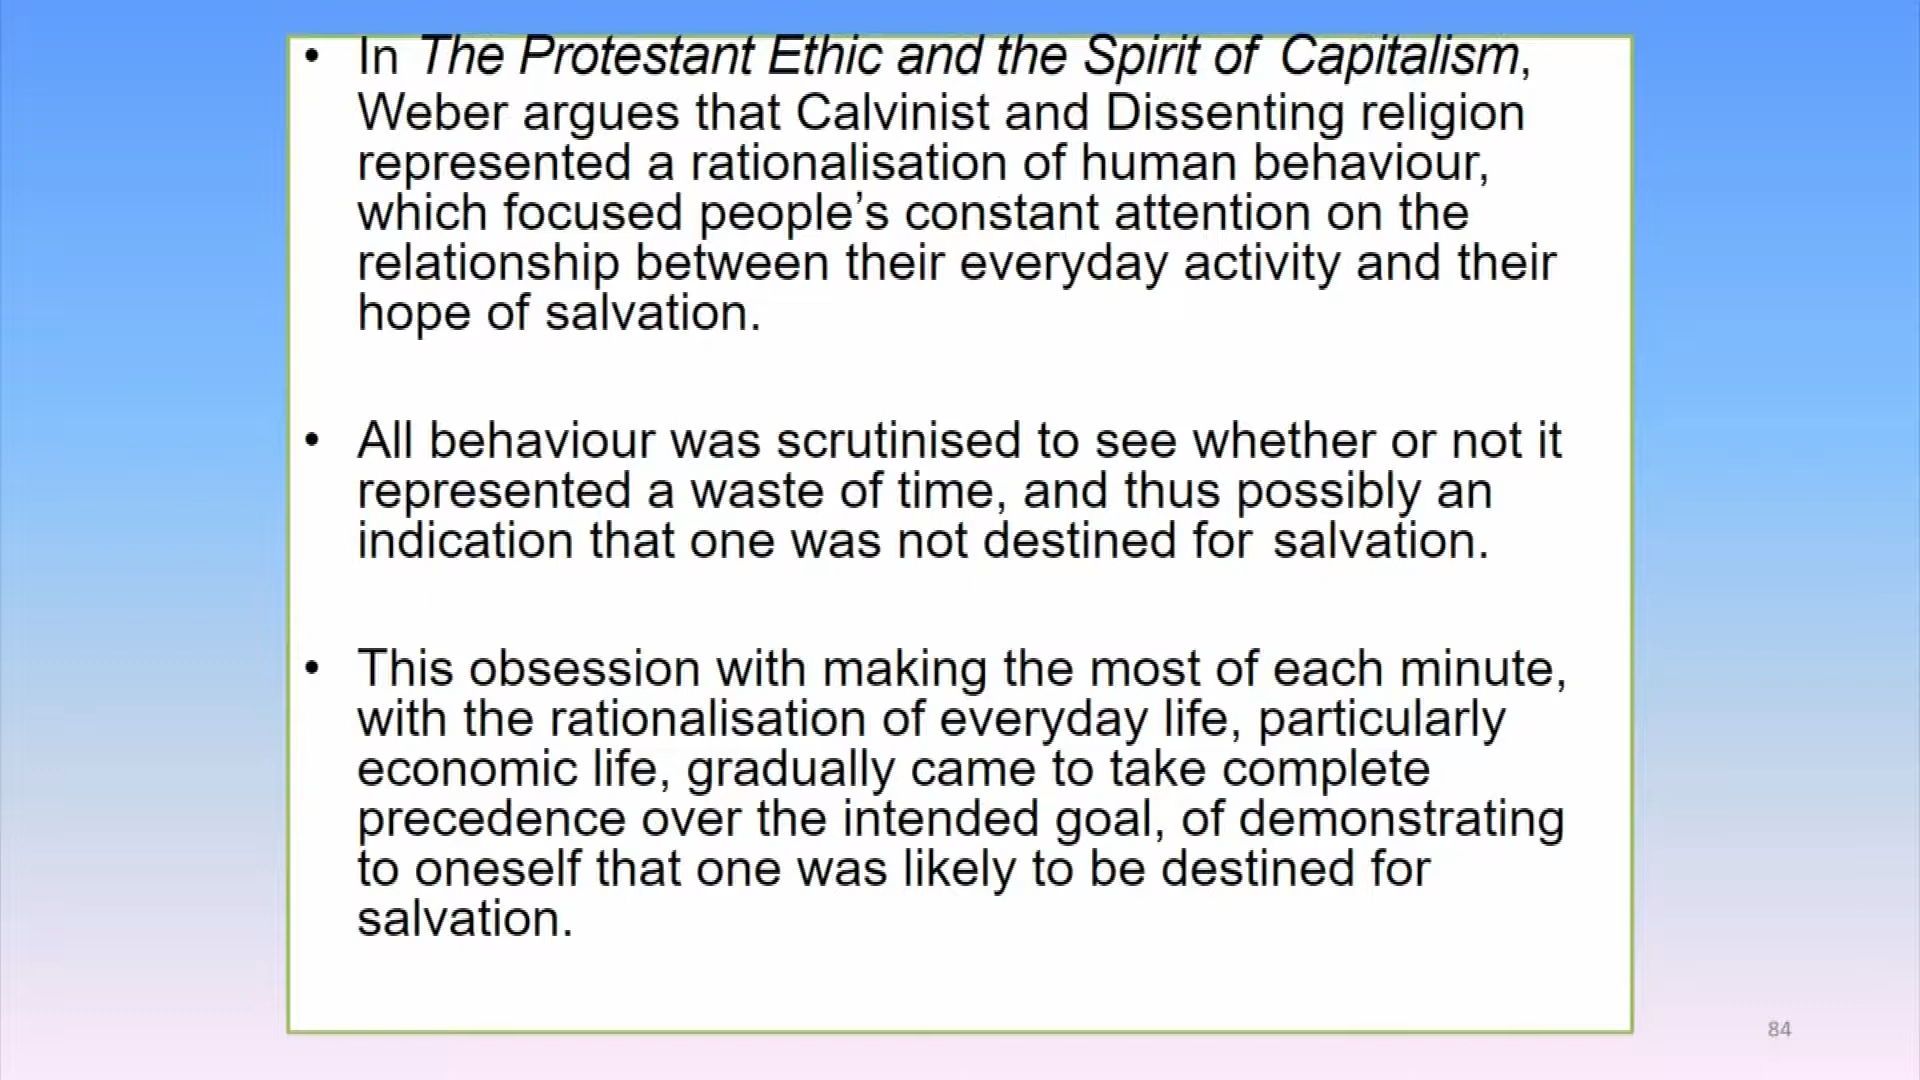 • In The Protestant Ethic and the Spirit of Capitalism,
Weber argues that Calvinist and Dissenting religion
represented a rationalisation of human behaviour,
which focused people’s constant attention on the
relationship between their everyday activity and their
hope of salvation.
• All behaviour was scrutinised to see whether or not it
represented a waste of time, and thus possibly an
indication that one was not destined for salvation.
• This obsession with making the most of each minute,
with the rationalisation of everyday life, particularly
economic life, gradually came to take complete
precedence over the intended goal, of demonstrating
to oneself that one was likely to be destined for
salvation.
84